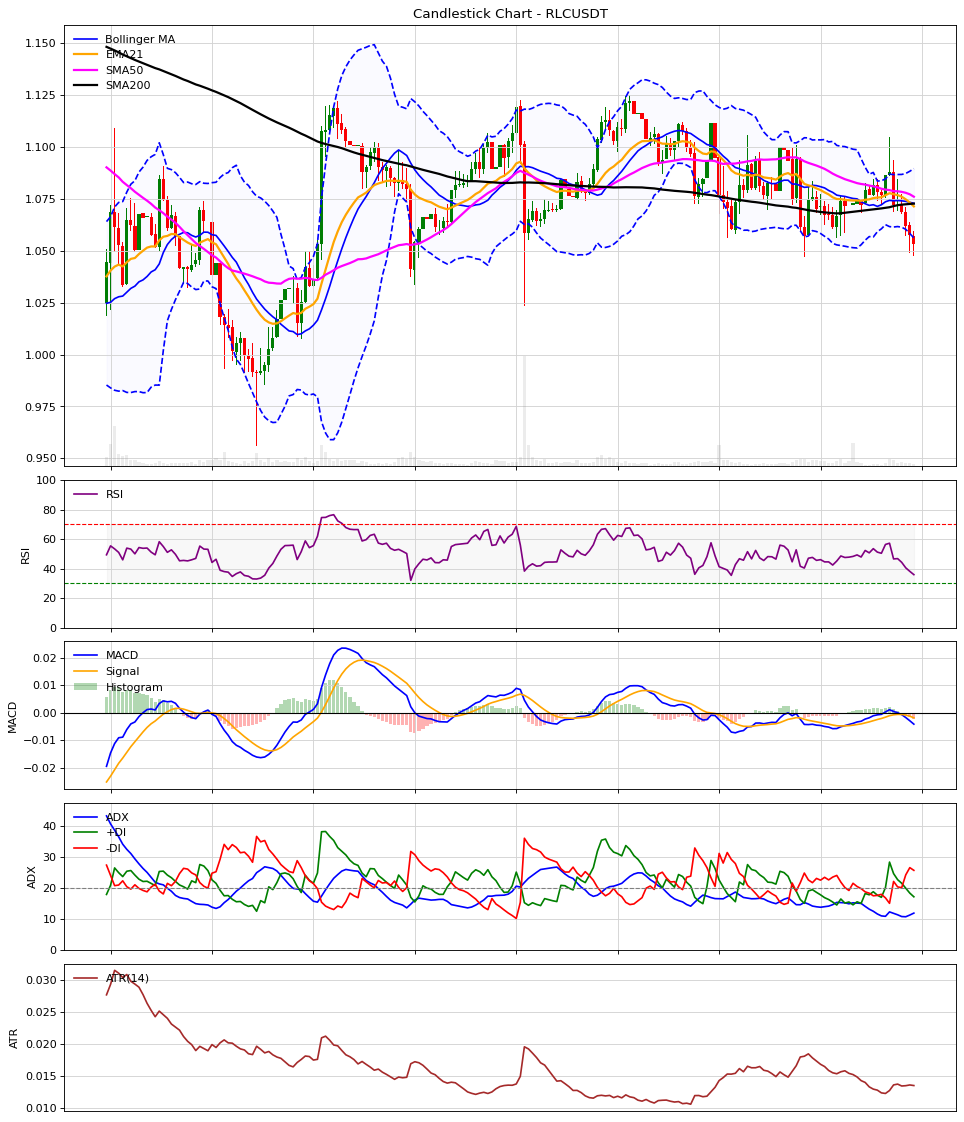 Candlestick Chart - RLCUSDT
Bollinger MA
EMA21
SMA50
SMA200
1.150
1.125
1.100
1.075
1.050
1.025
1.000
0.975
0.950
RSI
RSI
100
80
60
40
20
0
MACD
Signal
Histogram
MACD
0.02
0.01
0.00
−0.01
−0.02
ADX
+DI
-DI
ADX
40
30
20
10
0
ATR(14)
ATR
0.030
0.025
0.020
0.015
0.010